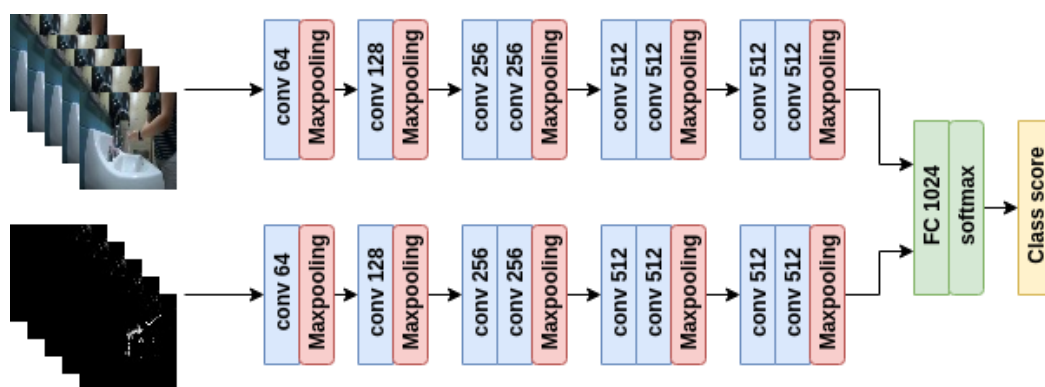 conv 64
Maxpooling
conv 128
Maxpooling
conv 256
conv 256
Maxpooling
conv 512
conv 512
Maxpooling
conv 512
conv 512
Maxpooling
conv 64
Maxpooling
conv 128
Maxpooling
conv 256
conv 256
Maxpooling
conv 512
conv 512
Maxpooling
conv 512
conv 512
Maxpooling
FC 1024
softmax
Class score